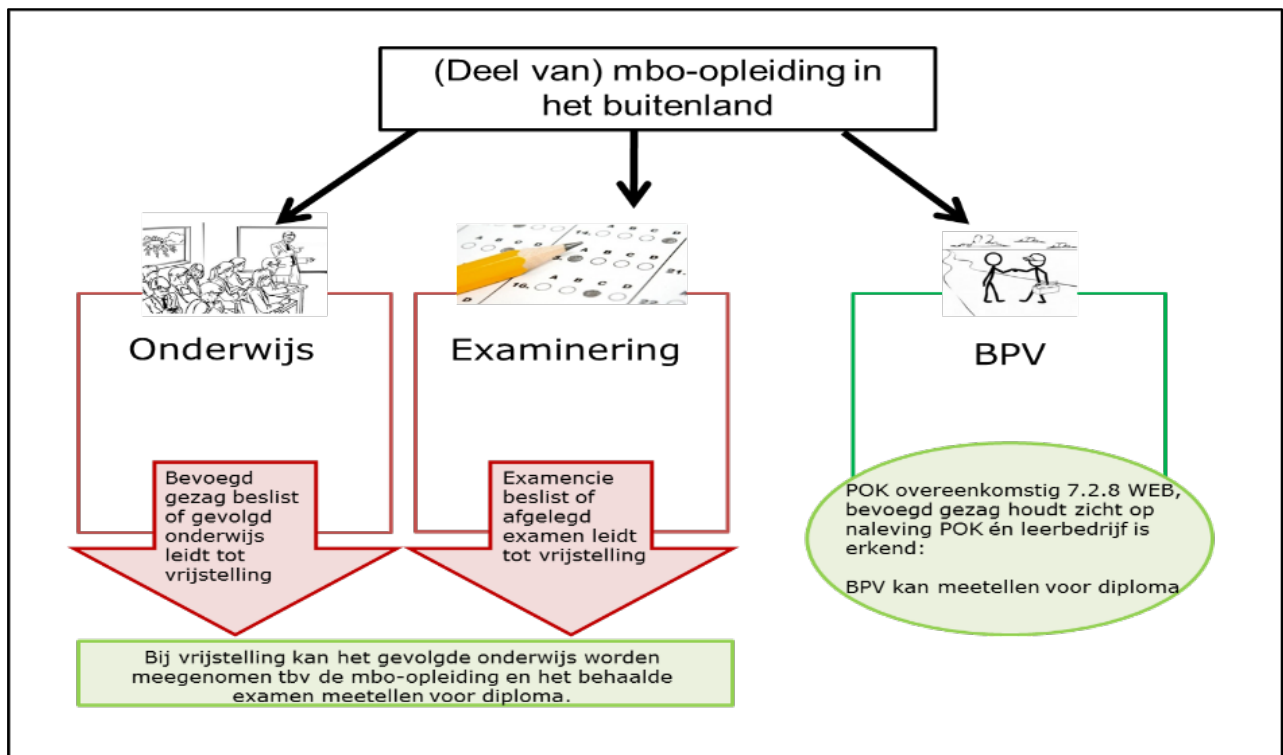 (Deel van) mbo-opleiding in
het buitenland
Onderwijs
Bevoegd
gezag beslist
of gevolgd
onderwijs
leidt tot
vrijstelling
Examinering
Examencie
beslist of
afgelegd
examen leidt
tot vrijstelling
Bij vrijstelling kan het gevolgde onderwijs worden
meegenomen tbv de mbo-opleiding en het behaalde
examen meetellen voor diploma.
BPV
POK overeenkomstig 7.2.8 WEB,
bevoegd gezag houdt zicht op
naleving POK én leerbedrijf is
erkend:
BPV kan meetellen voor diploma